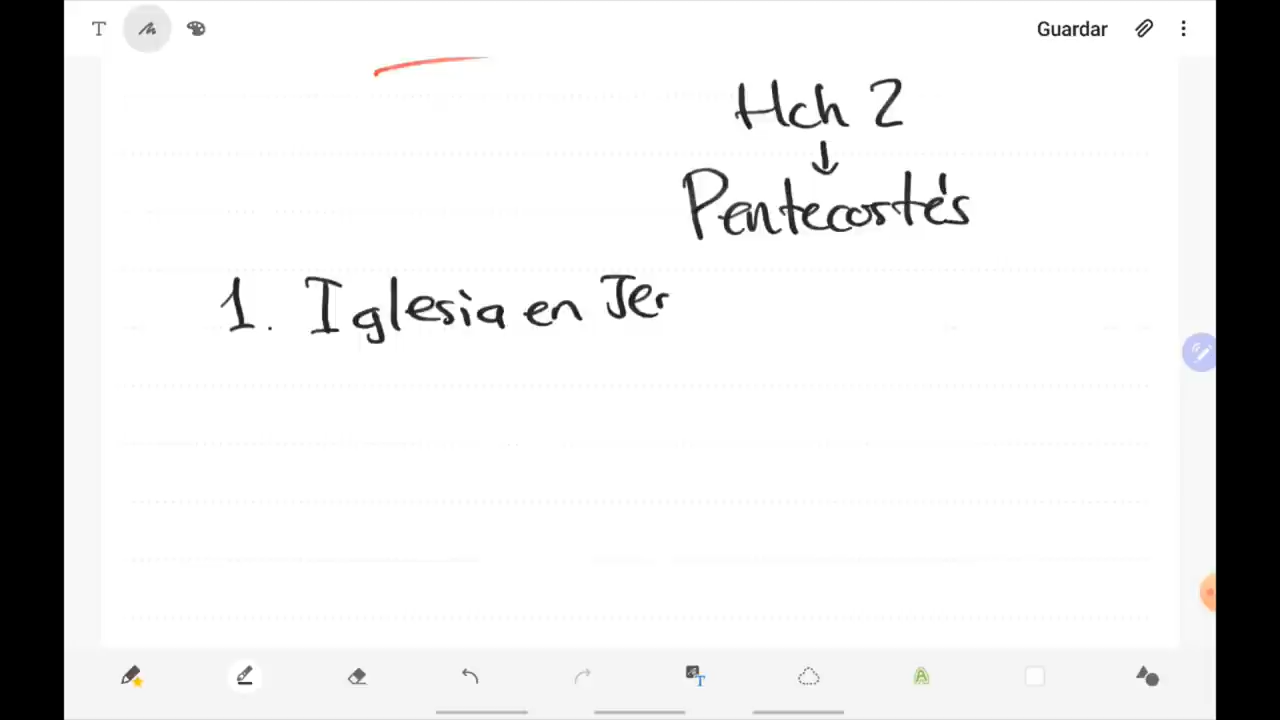 T Guardar
Hch 2
↓
Pentecostés
1. Iglesia en Jer
T
A